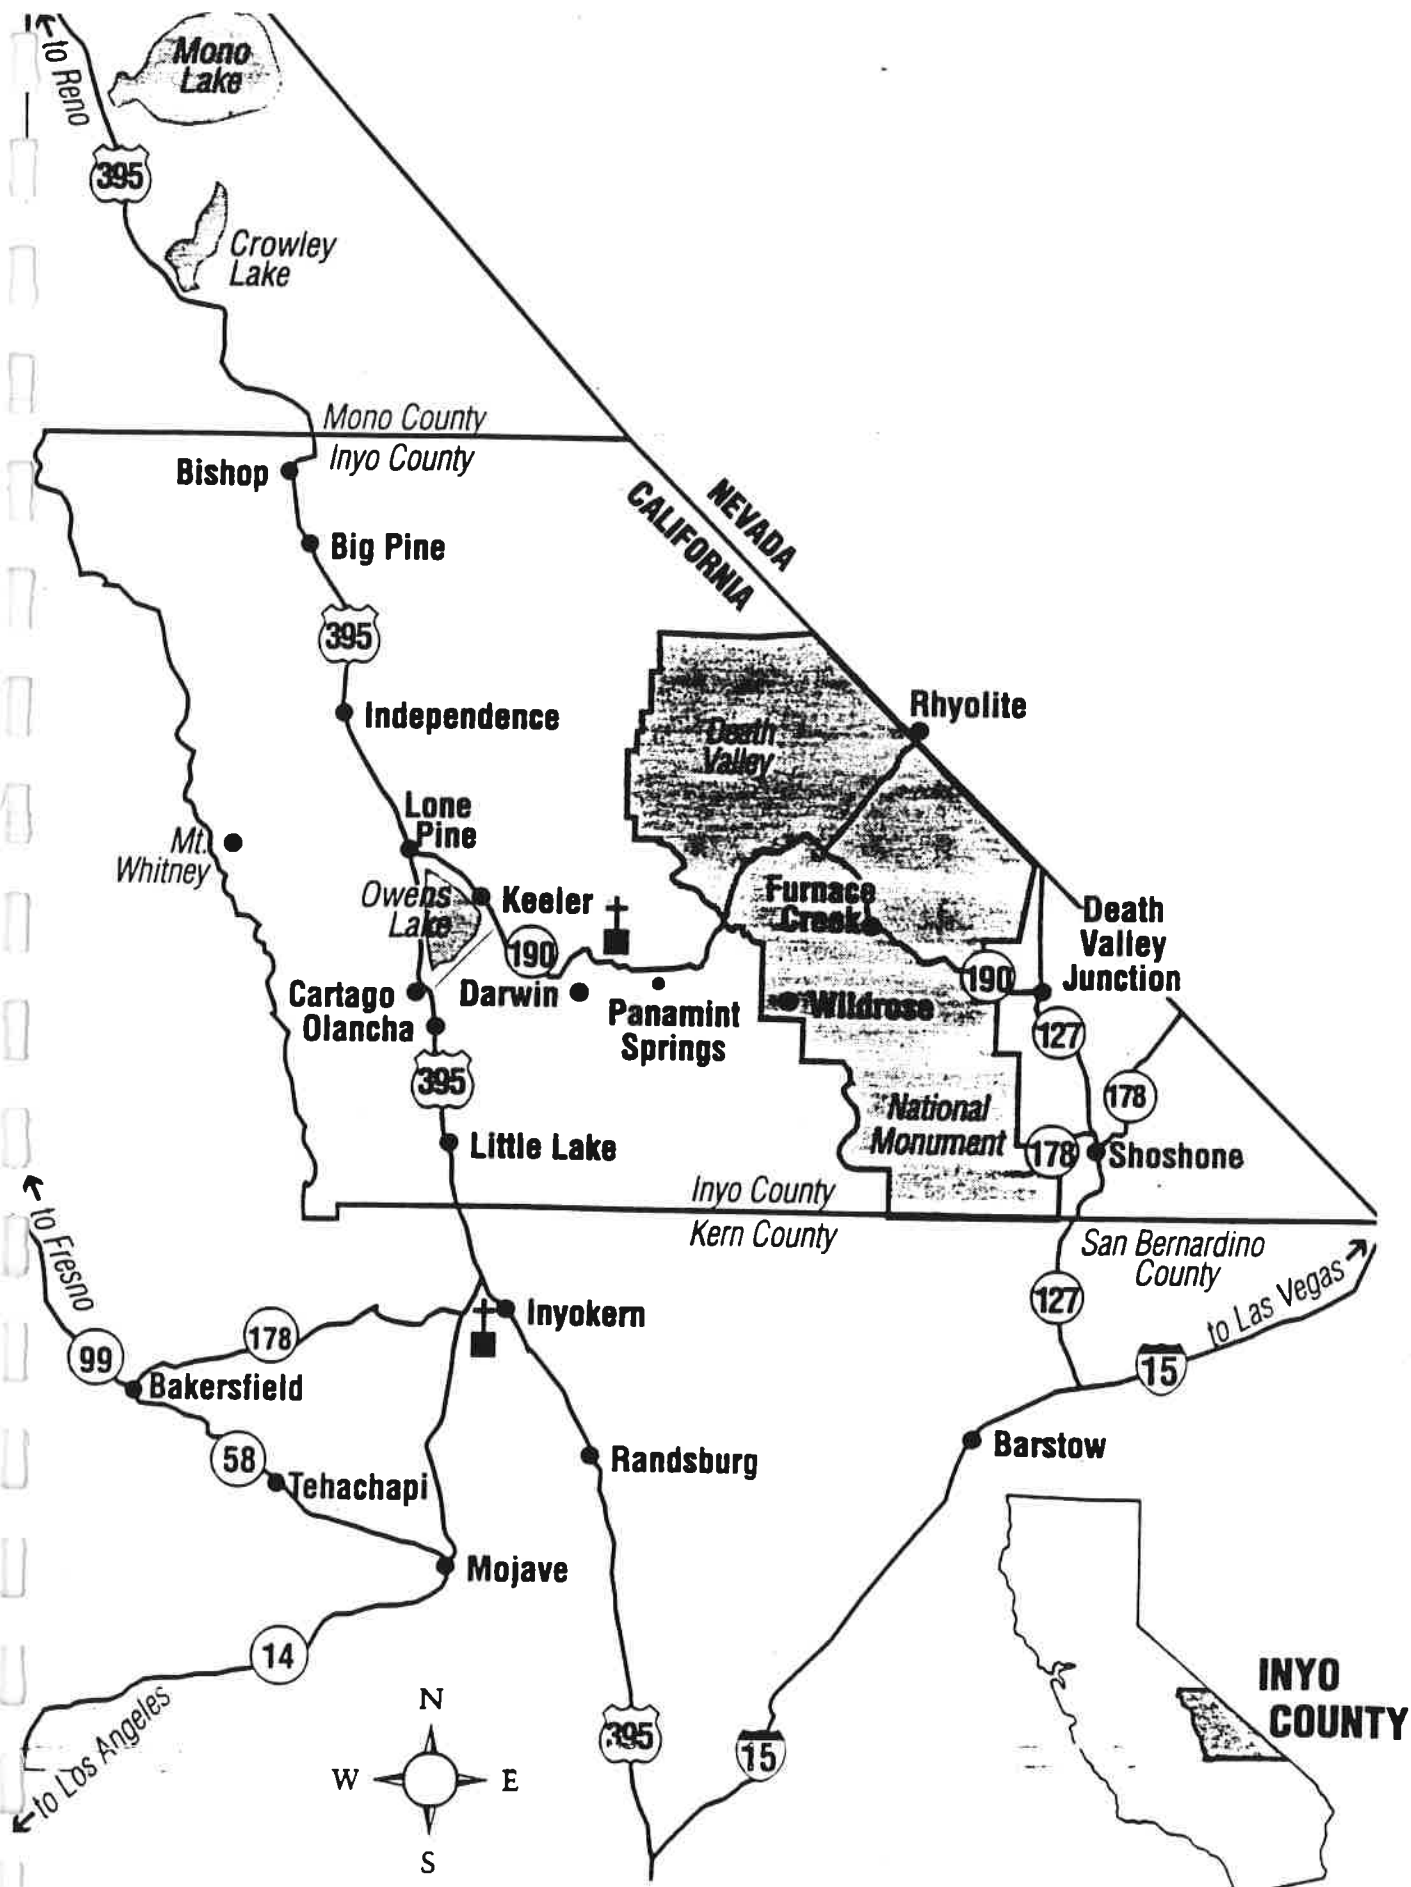 to Reno
Mono
Lake
395
Crowley
Lake
Mono County
Inyo County
Bishop
NEVADA
CALIFORNIA
Big Pine
395
Independence
Rhyolite
Death
Valley
Lone
Pine
Mt.
Whitney
Owens
Lake
Keeler
Furnace
Creek
Death
Valley
Junction
190
190
Cartago
Olancha
Darwin
Panamint
Springs
Wildrose
127
395
178
National
Monument
Little Lake
178
Shoshone
Inyo County
Kern County
San Bernardino
County
to Fresno
127
to Las Vegas
Inyokern
178
99
15
Bakersfield
58
Randsburg
Barstow
Tehachapi
Mojave
14
INYO
COUNTY
to Los Angeles
N
395
15
W
E
S